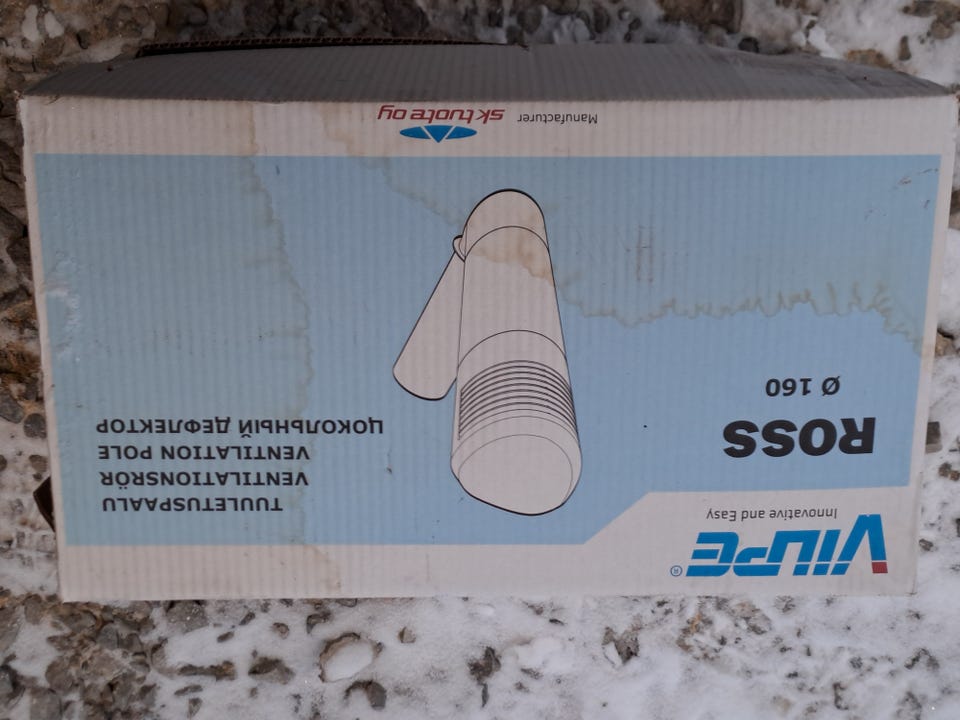 VILPE®
Innovative and Easy
ROSS
Ø 160
TUULETUSPAALU
VENTILATIONSRÖR
VENTILATION POLE
ЦОКОЛЬНЫЙ ДЕФЛЕКТОР
Manufacturer sk tuote oy